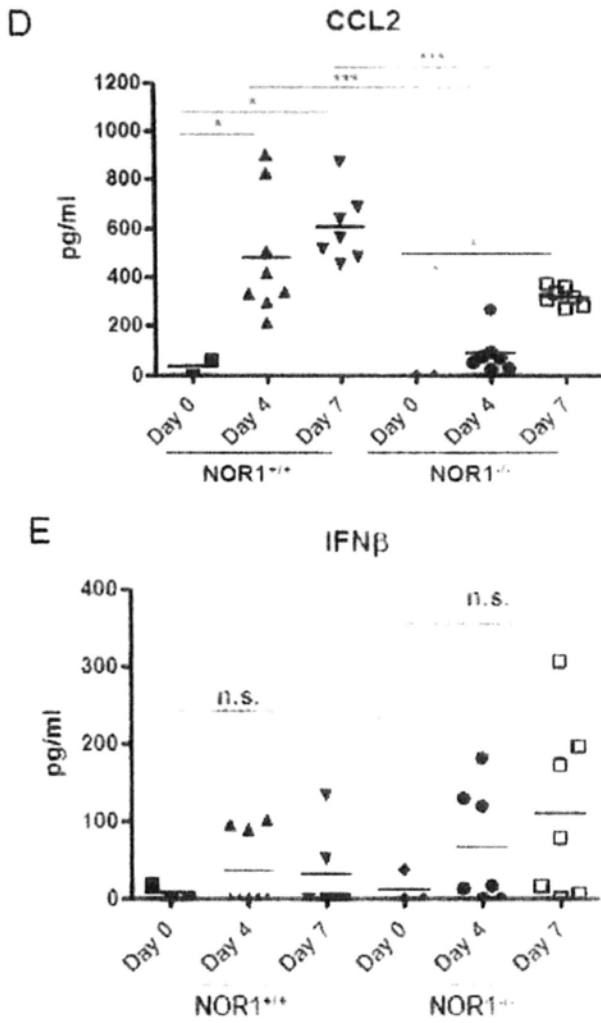 D
CCL2
***
***
*
*
1200
1000
800
600
400
200
0
pg/ml
*
*
Day 0
Day 4
Day 7
Day 0
Day 4
Day 7
NOR1+/+
NOR1-/-
E
IFNβ
400
300
200
100
0
pg/ml
n.s.
n.s.
Day 0
Day 4
Day 7
Day 0
Day 4
Day 7
NOR1+/+
NOR1-/-